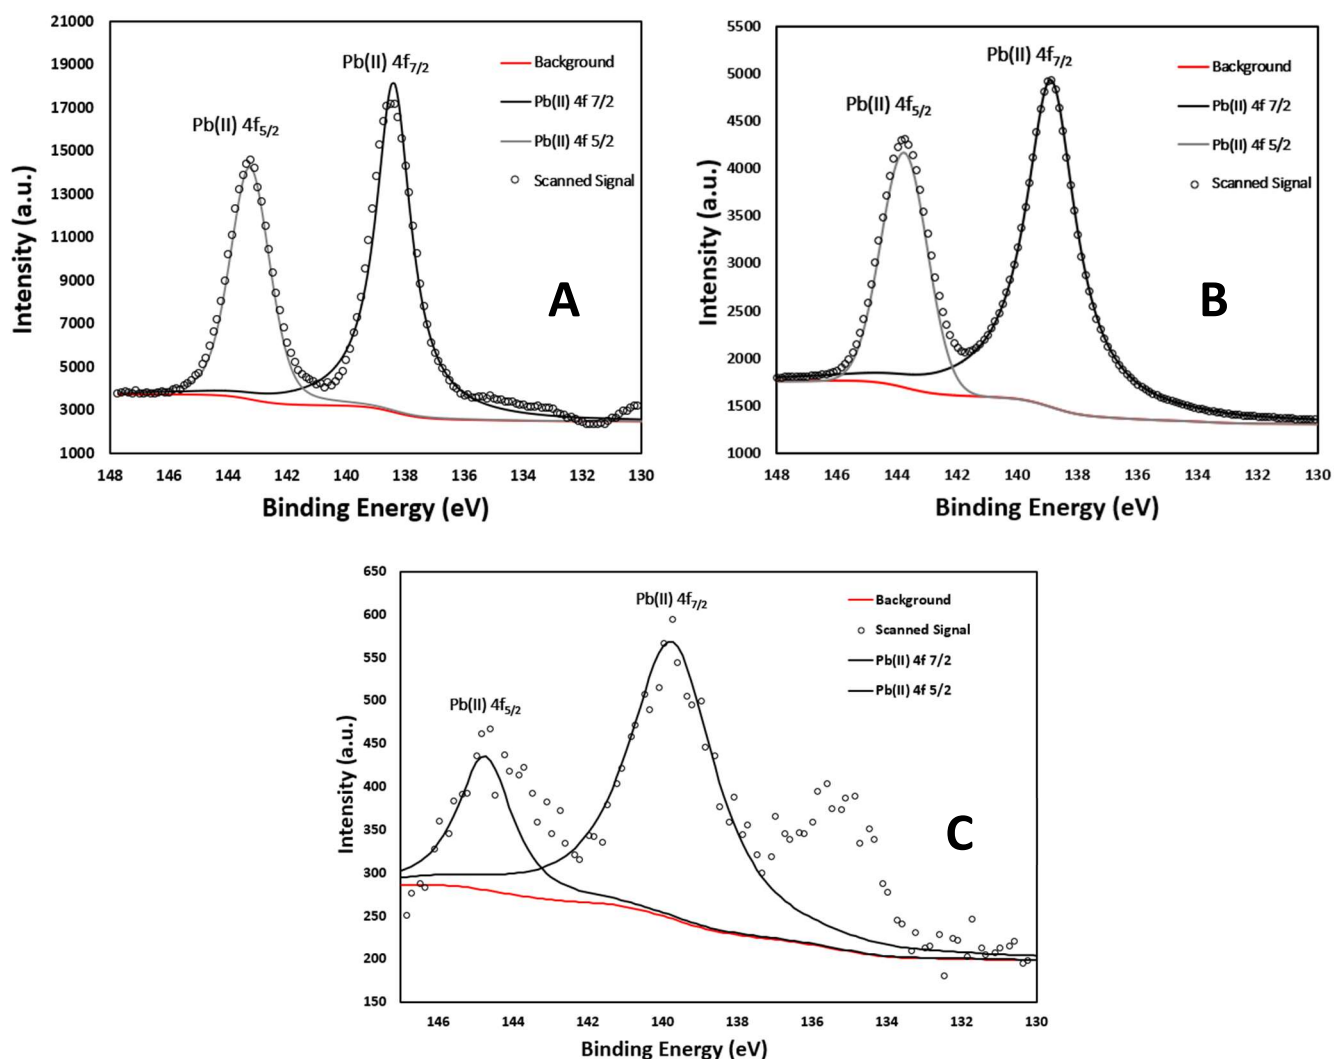 21000
19000
17000
15000
13000
11000
9000
7000
5000
3000
1000
Intensity (a.u.)
Pb(II) 4f5/2
Pb(II) 4f7/2
Background
Pb(II) 4f 7/2
Pb(II) 4f 5/2
Scanned Signal
A
148 146 144 142 140 138 136 134 132 130
Binding Energy (eV)
5500
5000
4500
4000
3500
3000
2500
2000
1500
1000
Intensity (a.u.)
Pb(II) 4f5/2
Pb(II) 4f7/2
Background
Pb(II) 4f 7/2
Pb(II) 4f 5/2
Scanned Signal
B
148 146 144 142 140 138 136 134 132 130
Binding Energy (eV)
650
600
550
500
450
400
350
300
250
200
150
Intensity (a.u.)
Pb(II) 4f5/2
Pb(II) 4f7/2
Background
Scanned Signal
Pb(II) 4f 7/2
Pb(II) 4f 5/2
C
146 144 142 140 138 136 134 132 130
Binding Energy (eV)